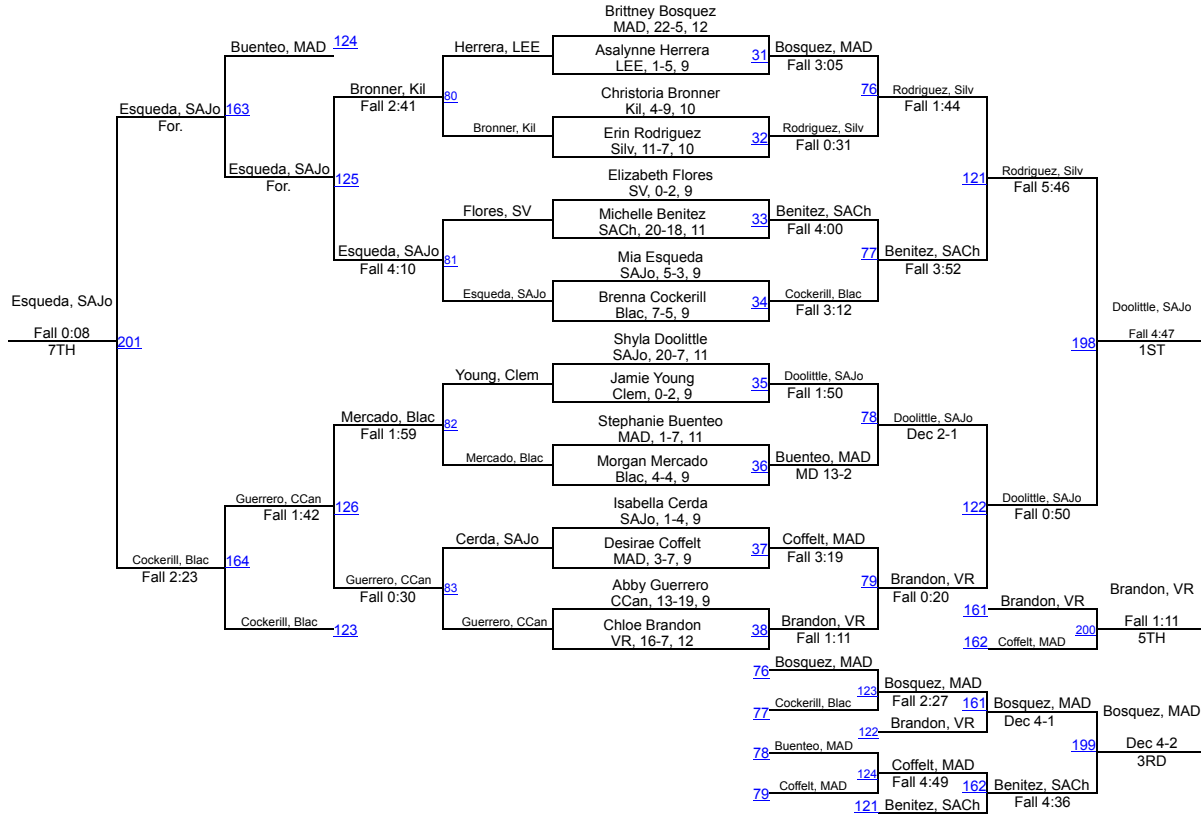 Brittney Bosquez
MAD, 22-5, 12
Buenteo, MAD
124
Herrera, LEE
Asalynne Herrera
LEE, 1-5, 9
31
Bosquez, MAD
Fall 3:05
Bronner, Kil
Fall 2:41
80
Christoria Bronner
Kil, 4-9, 10
76
Rodriguez, Silv
Fall 1:44
Esqueda, SAJo
For.
163
Bronner, Kil
Erin Rodriguez
Silv, 11-7, 10
32
Rodriguez, Silv
Fall 0:31
Esqueda, SAJo
For.
125
Elizabeth Flores
SV, 0-2, 9
121
Rodriguez, Silv
Fall 5:46
Flores, SV
Michelle Benitez
SACh, 20-18, 11
33
Benitez, SACh
Fall 4:00
Esqueda, SAJo
Fall 4:10
81
Mia Esqueda
SAJo, 5-3, 9
77
Benitez, SACh
Fall 3:52
Esqueda, SAJo
Brenna Cockerill
Blac, 7-5, 9
34
Cockerill, Blac
Fall 3:12
Esqueda, SAJo
Fall 0:08
7TH
201
Shyla Doolittle
SAJo, 20-7, 11
198
Doolittle, SAJo
Fall 4:47
1ST
Young, Clem
Jamie Young
Clem, 0-2, 9
35
Doolittle, SAJo
Fall 1:50
Mercado, Blac
Fall 1:59
82
Stephanie Buenteo
MAD, 1-7, 11
78
Doolittle, SAJo
Dec 2-1
Mercado, Blac
Morgan Mercado
Blac, 4-4, 9
36
Buenteo, MAD
MD 13-2
Guerrero, CCan
Fall 1:42
126
Isabella Cerda
SAJo, 1-4, 9
122
Doolittle, SAJo
Fall 0:50
Cerda, SAJo
Desirae Coffelt
MAD, 3-7, 9
37
Coffelt, MAD
Fall 3:19
Cockerill, Blac
Fall 2:23
164
Guerrero, CCan
Fall 0:30
83
Abby Guerrero
CCan, 13-19, 9
79
Brandon, VR
Fall 0:20
Cockerill, Blac
123
Guerrero, CCan
Chloe Brandon
VR, 16-7, 12
38
Brandon, VR
Fall 1:11
161
Brandon, VR
162
Coffelt, MAD
200
Brandon, VR
Fall 1:11
5TH
76
Bosquez, MAD
77
Cockerill, Blac
123
Bosquez, MAD
Fall 2:27
122
Brandon, VR
161
Bosquez, MAD
Dec 4-1
78
Buenteo, MAD
79
Coffelt, MAD
124
Coffelt, MAD
Fall 4:49
121
Benitez, SACh
162
Benitez, SACh
Fall 4:36
199
Bosquez, MAD
Dec 4-2
3RD